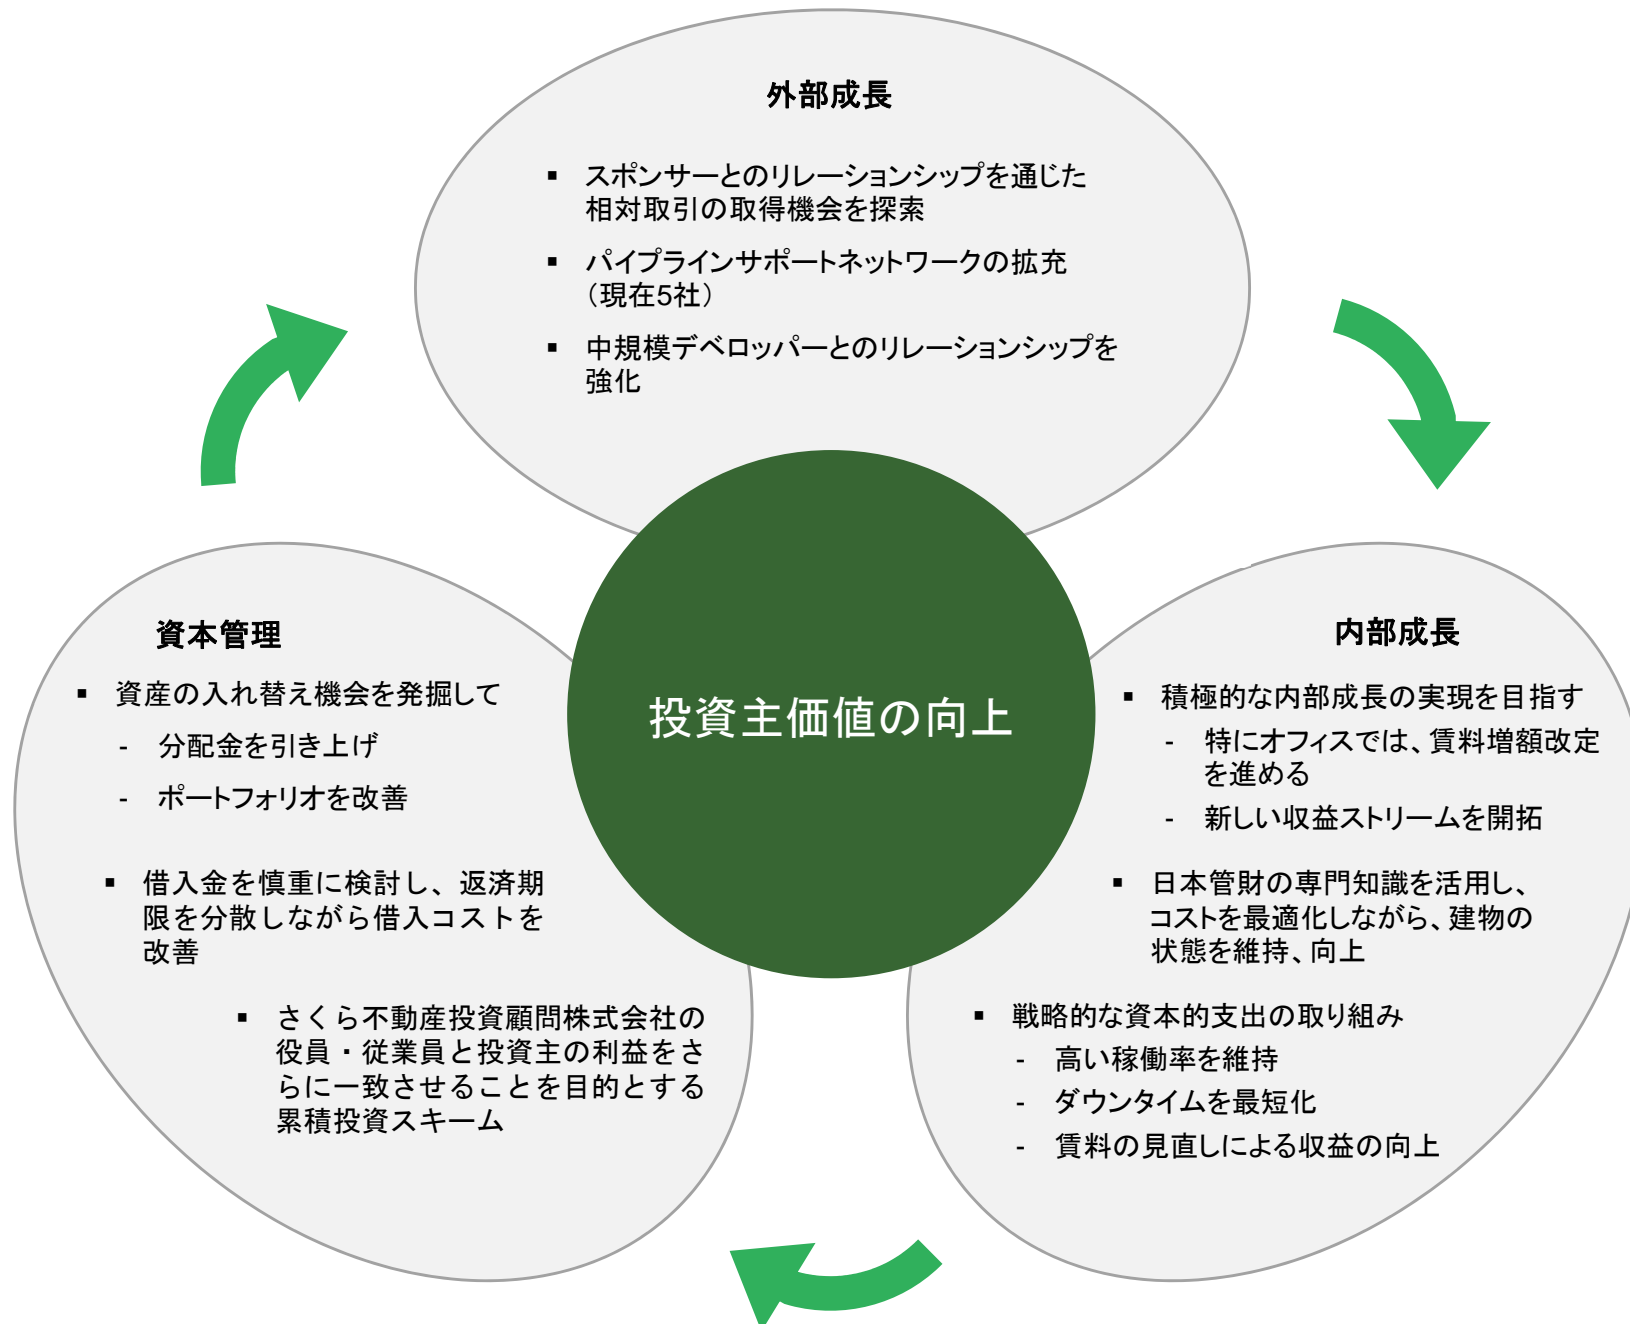 外部成長
▪ スポンサーとのリレーションシップを通じた
相対取引の取得機会を探索
▪ パイプラインサポートネットワークの拡充
（現在5社）
▪ 中規模デベロッパーとのリレーションシップを
強化
投資主価値の向上
内部成長
▪ 積極的な内部成長の実現を目指す
- 特にオフィスでは、賃料増額改定
を進める
- 新しい収益ストリームを開拓
▪ 日本管財の専門知識を活用し、
コストを最適化しながら、建物の
状態を維持、向上
▪ 戦略的な資本的支出の取り組み
- 高い稼働率を維持
- ダウンタイムを最短化
- 賃料の見直しによる収益の向上
資本管理
▪ 資産の入れ替え機会を発掘して
- 分配金を引き上げ
- ポートフォリオを改善
▪ 借入金を慎重に検討し、返済期
限を分散しながら借入コストを
改善
▪ さくら不動産投資顧問株式会社の
役員・従業員と投資主の利益をさ
らに一致させることを目的とする
累積投資スキーム